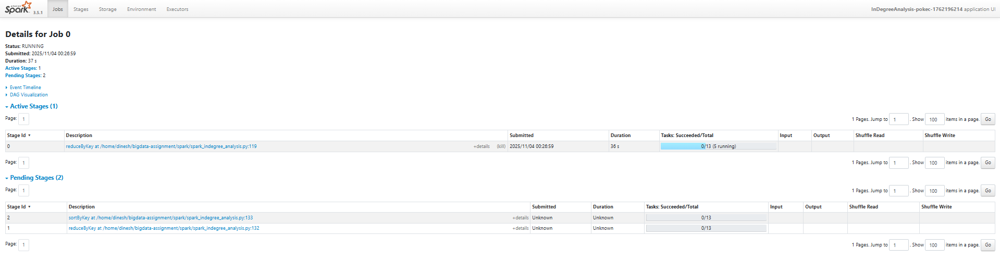 APACHE Spark 3.5.1 Jobs Stages Storage Environment Executors InDegreeAnalysis-pokec-1762196214 application UI
Details for Job 0
Status: RUNNING
Submitted: 2025/11/04 00:26:59
Duration: 37 s
Active Stages: 1
Pending Stages: 2
Event Timeline
DAG Visualization
Active Stages (1)
Page: 1 1 Pages. Jump to 1 . Show 100 items in a page. Go
Stage Id ▾ Description Submitted Duration Tasks: Succeeded/Total Input Output Shuffle Read Shuffle Write
0 reduceByKey at /home/dinesh/bigdata-assignment/spark/spark_indegree_analysis.py:119 +details (kill) 2025/11/04 00:26:59 36 s 0/13 (5 running)
Page: 1 1 Pages. Jump to 1 . Show 100 items in a page. Go
Pending Stages (2)
Page: 1 1 Pages. Jump to 1 . Show 100 items in a page. Go
Stage Id ▾ Description Submitted Duration Tasks: Succeeded/Total Input Output Shuffle Read Shuffle Write
2 sortByKey at /home/dinesh/bigdata-assignment/spark/spark_indegree_analysis.py:133 +details Unknown Unknown 0/13
1 reduceByKey at /home/dinesh/bigdata-assignment/spark/spark_indegree_analysis.py:132 +details Unknown Unknown 0/13
Page: 1 1 Pages. Jump to 1 . Show 100 items in a page. Go